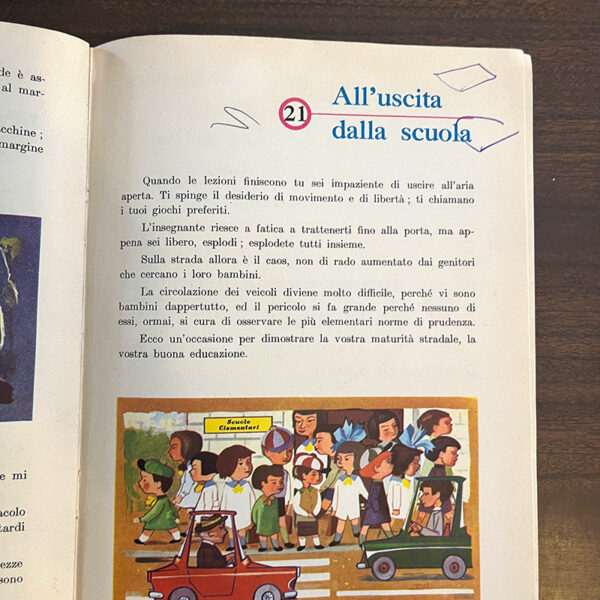 de è as-
al mar-
cchine ;
margine
e mi
acolo
tardi
ezze
sono
21
All'uscita
dalla scuola
Quando le lezioni finiscono tu sei impaziente di uscire all'aria
aperta. Ti spinge il desiderio di movimento e di libertà ; ti chiamano
i tuoi giochi preferiti.
L'insegnante riesce a fatica a trattenerti fino alla porta, ma ap-
pena sei libero, esplodi ; esplodete tutti insieme.
Sulla strada allora è il caos, non di rado aumentato dai genitori
che cercano i loro bambini.
La circolazione dei veicoli diviene molto difficile, perché vi sono
bambini dappertutto, ed il pericolo si fa grande perché nessuno di
essi, ormai, si cura di osservare le più elementari norme di prudenza.
Ecco un'occasione per dimostrare la vostra maturità stradale, la
vostra buona educazione.
Scuole
Elementari